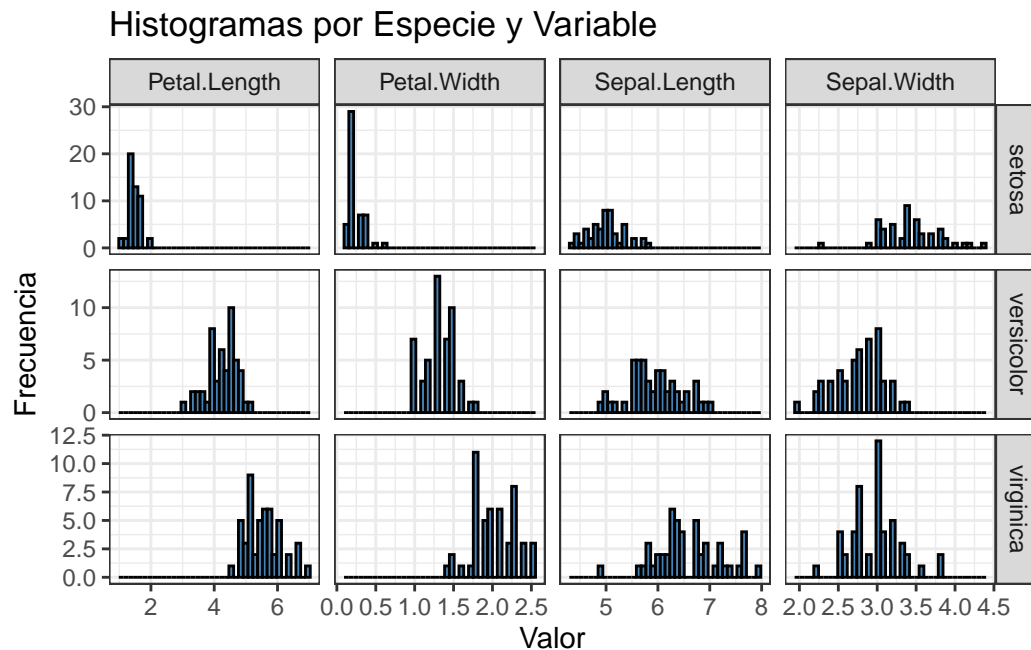 Histogramas por Especie y Variable
Petal.Length Petal.Width Sepal.Length Sepal.Width
30
20
10
0
setosa
10
5
0
versicolor
12.5
10.0
7.5
5.0
2.5
0.0
virginica
2 4 6 0.0 0.5 1.0 1.5 2.0 2.5 5 6 7 8 2.0 2.5 3.0 3.5 4.0 4.5
Valor
Frecuencia